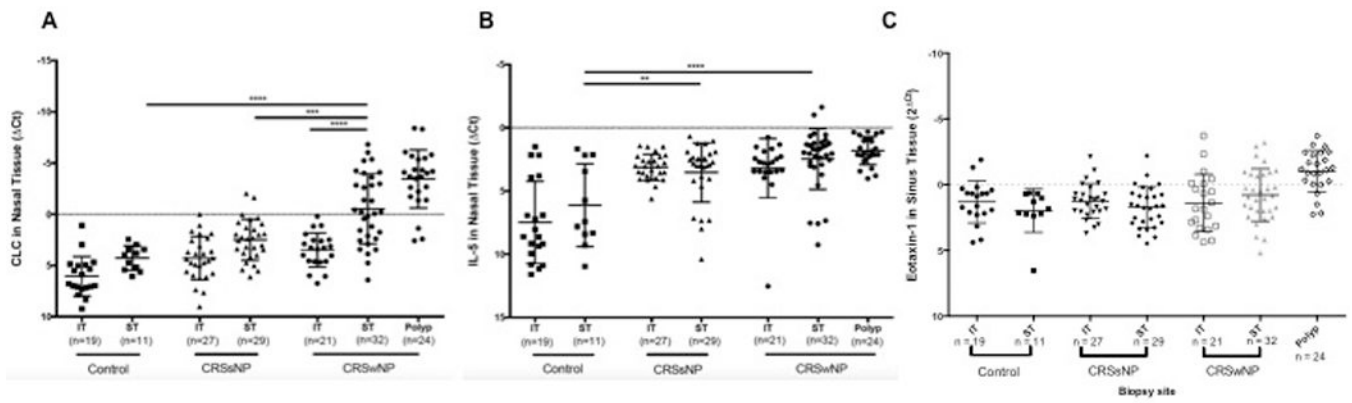 A
CLC in Nasal Tissue (ΔCt)
-15
-10
-5
0
5
10
****
***
****
IT ST IT ST IT ST Polyp
(n=19) (n=11) (n=27) (n=29) (n=21) (n=32) (n=24)
Control CRSsNP CRSwNP
B
IL-5 in Nasal Tissue (ΔCt)
-5
0
5
10
15
****
**
IT ST IT ST IT ST Polyp
(n=19) (n=11) (n=27) (n=29) (n=21) (n=32) (n=24)
Control CRSsNP CRSwNP
C
Eotaxin-1 in Sinus Tissue (2^ΔCt)
-10
-5
0
5
10
IT ST IT ST IT ST Polyp
n = 19 n = 11 n = 27 n = 29 n = 21 n = 32 n = 24
Control CRSsNP CRSwNP
Biopsy site